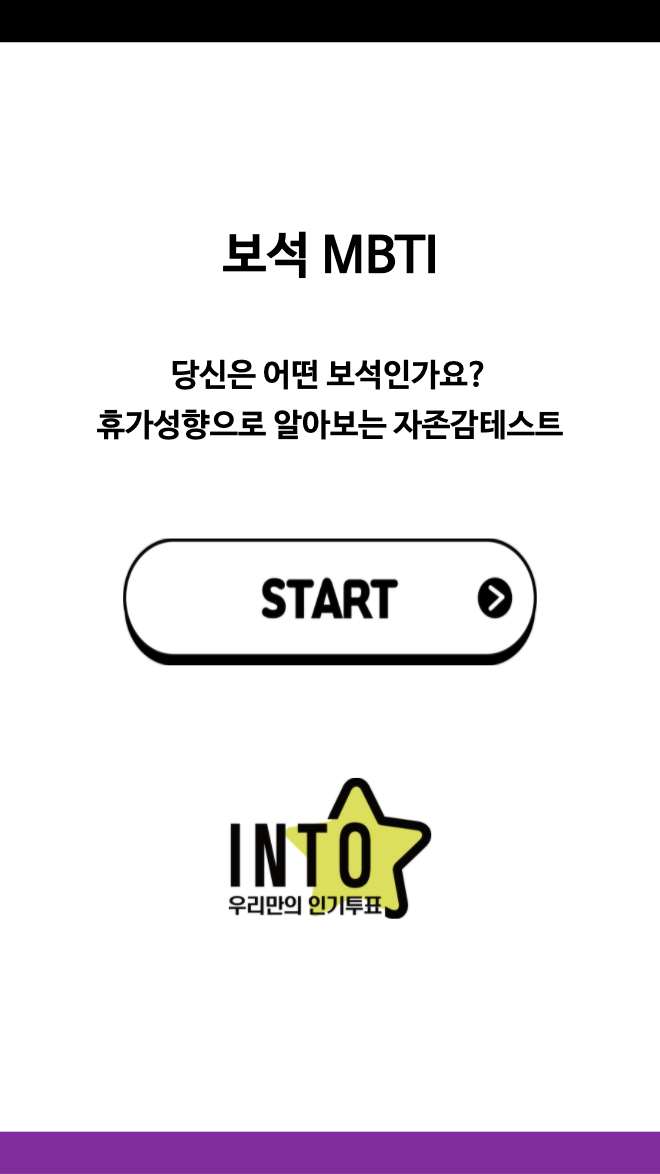 보석 MBTI
당신은 어떤 보석인가요?
휴가성향으로 알아보는 자존감테스트
START
INTO
우리만의 인기투표